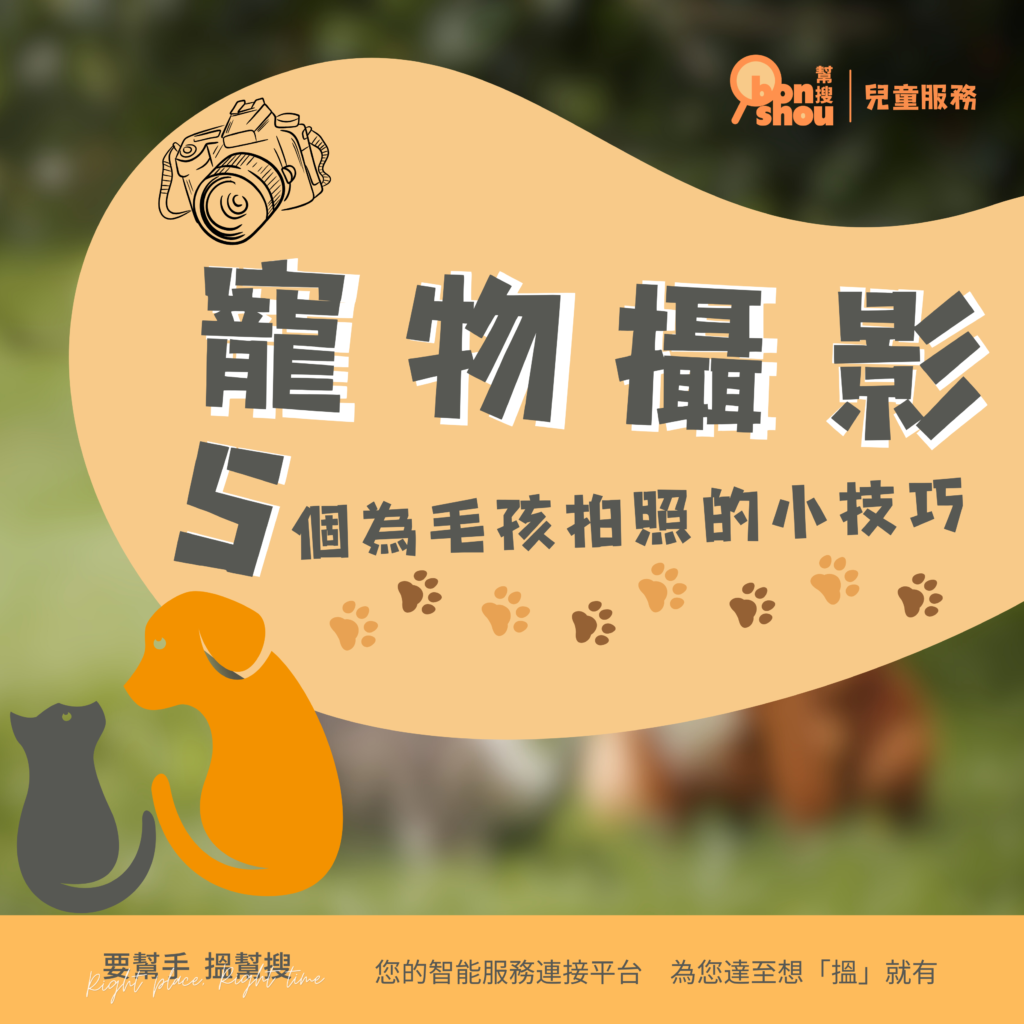 bon
shou
幫搜
兒童服務
寵物攝影
5個為毛孩拍照的小技巧
要幫手 搵幫搜
Right place. Right time
您的智能服務連接平台 為您達至想「搵」就有